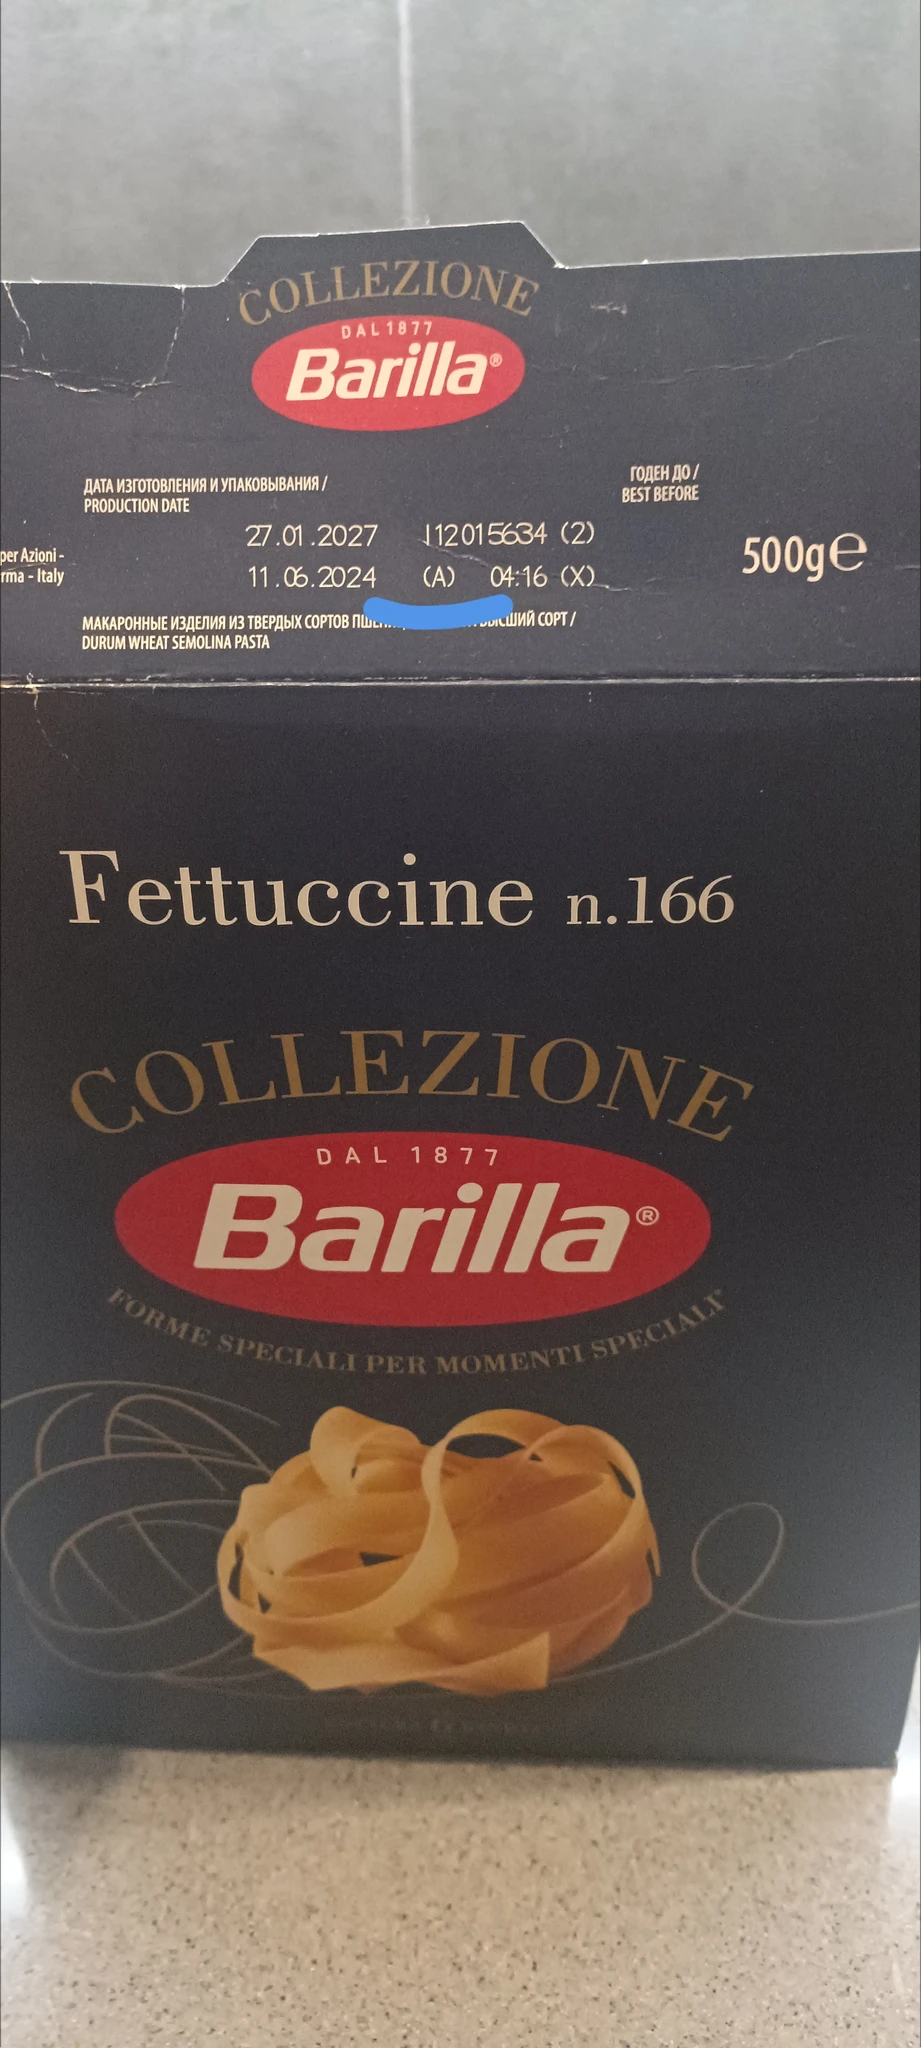 COLLEZIONE
DAL 1877
Barilla®
ДАТА ИЗГОТОВЛЕНИЯ И УПАКОВЫВАНИЯ /
PRODUCTION DATE
ГОДЕН ДО /
BEST BEFORE
27.01.2027 I12015634 (2)
11.06.2024 (A) 04:16 (X)
per Azioni -
rma - Italy
500g℮
МАКАРОННЫЕ ИЗДЕЛИЯ ИЗ ТВЕРДЫХ СОРТОВ СОРТ /
DURUM WHEAT SEMOLINA PASTA
Fettuccine n.166
COLLEZIONE
DAL 1877
Barilla®
FORME SPECIALI PER MOMENTI SPECIALI